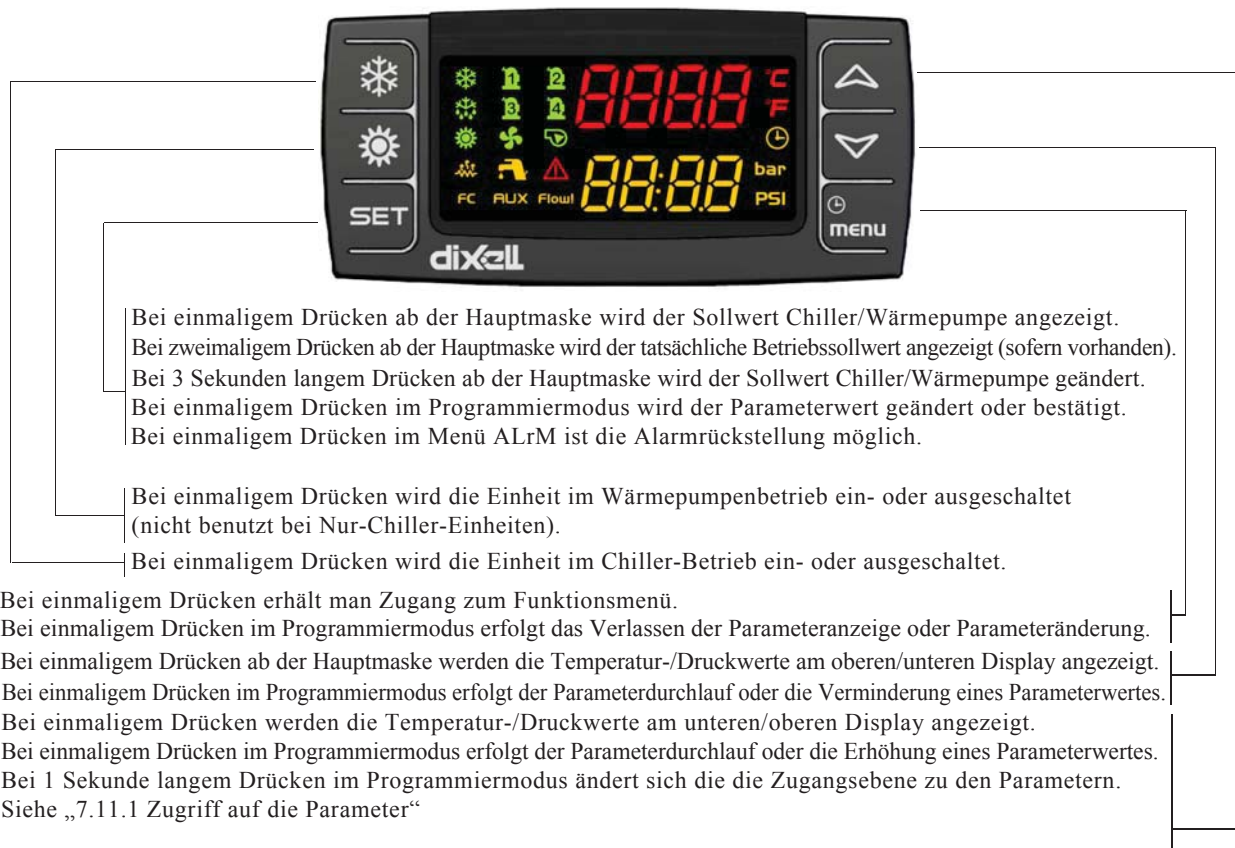 88.8.8 °C
°F
88:8.8 bar
FC AUX Flow! PSI
SET
menu
dixell
Bei einmaligem Drücken ab der Hauptmaske wird der Sollwert Chiller/Wärmepumpe angezeigt.
Bei zweimaligem Drücken ab der Hauptmaske wird der tatsächliche Betriebssollwert angezeigt (sofern vorhanden).
Bei 3 Sekunden langem Drücken ab der Hauptmaske wird der Sollwert Chiller/Wärmepumpe geändert.
Bei einmaligem Drücken im Programmiermodus wird der Parameterwert geändert oder bestätigt.
Bei einmaligem Drücken im Menü ALrM ist die Alarmrückstellung möglich.
Bei einmaligem Drücken wird die Einheit im Wärmepumpenbetrieb ein- oder ausgeschaltet
(nicht benutzt bei Nur-Chiller-Einheiten).
Bei einmaligem Drücken wird die Einheit im Chiller-Betrieb ein- oder ausgeschaltet.
Bei einmaligem Drücken erhält man Zugang zum Funktionsmenü.
Bei einmaligem Drücken im Programmiermodus erfolgt das Verlassen der Parameteranzeige oder Parameteränderung.
Bei einmaligem Drücken ab der Hauptmaske werden die Temperatur-/Druckwerte am oberen/unteren Display angezeigt.
Bei einmaligem Drücken im Programmiermodus erfolgt der Parameterdurchlauf oder die Verminderung eines Parameterwertes.
Bei einmaligem Drücken werden die Temperatur-/Druckwerte am unteren/oberen Display angezeigt.
Bei einmaligem Drücken im Programmiermodus erfolgt der Parameterdurchlauf oder die Erhöhung eines Parameterwertes.
Bei 1 Sekunde langem Drücken im Programmiermodus ändert sich die die Zugangsebene zu den Parametern.
Siehe „7.11.1 Zugriff auf die Parameter“